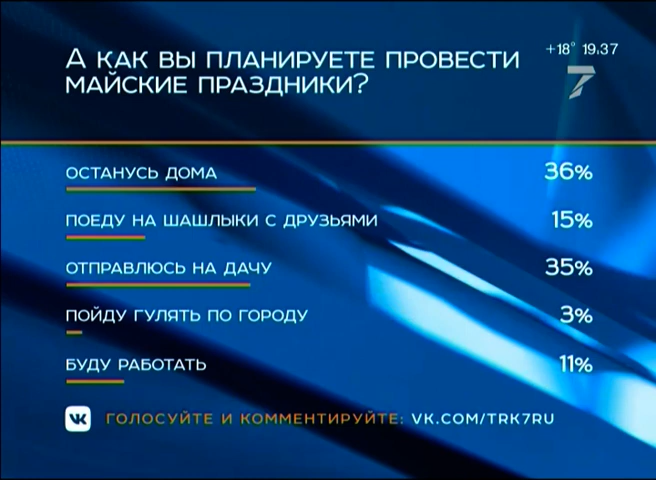 А КАК ВЫ ПЛАНИРУЕТЕ ПРОВЕСТИ
+18° 19.37
МАЙСКИЕ ПРАЗДНИКИ?
7
ОСТАНУСЬ ДОМА 36%
ПОЕДУ НА ШАШЛЫКИ С ДРУЗЬЯМИ 15%
ОТПРАВЛЮСЬ НА ДАЧУ 35%
ПОЙДУ ГУЛЯТЬ ПО ГОРОДУ 3%
БУДУ РАБОТАТЬ 11%
ГОЛОСУЙТЕ И КОММЕНТИРУЙТЕ: VK.COM/TRK7RU